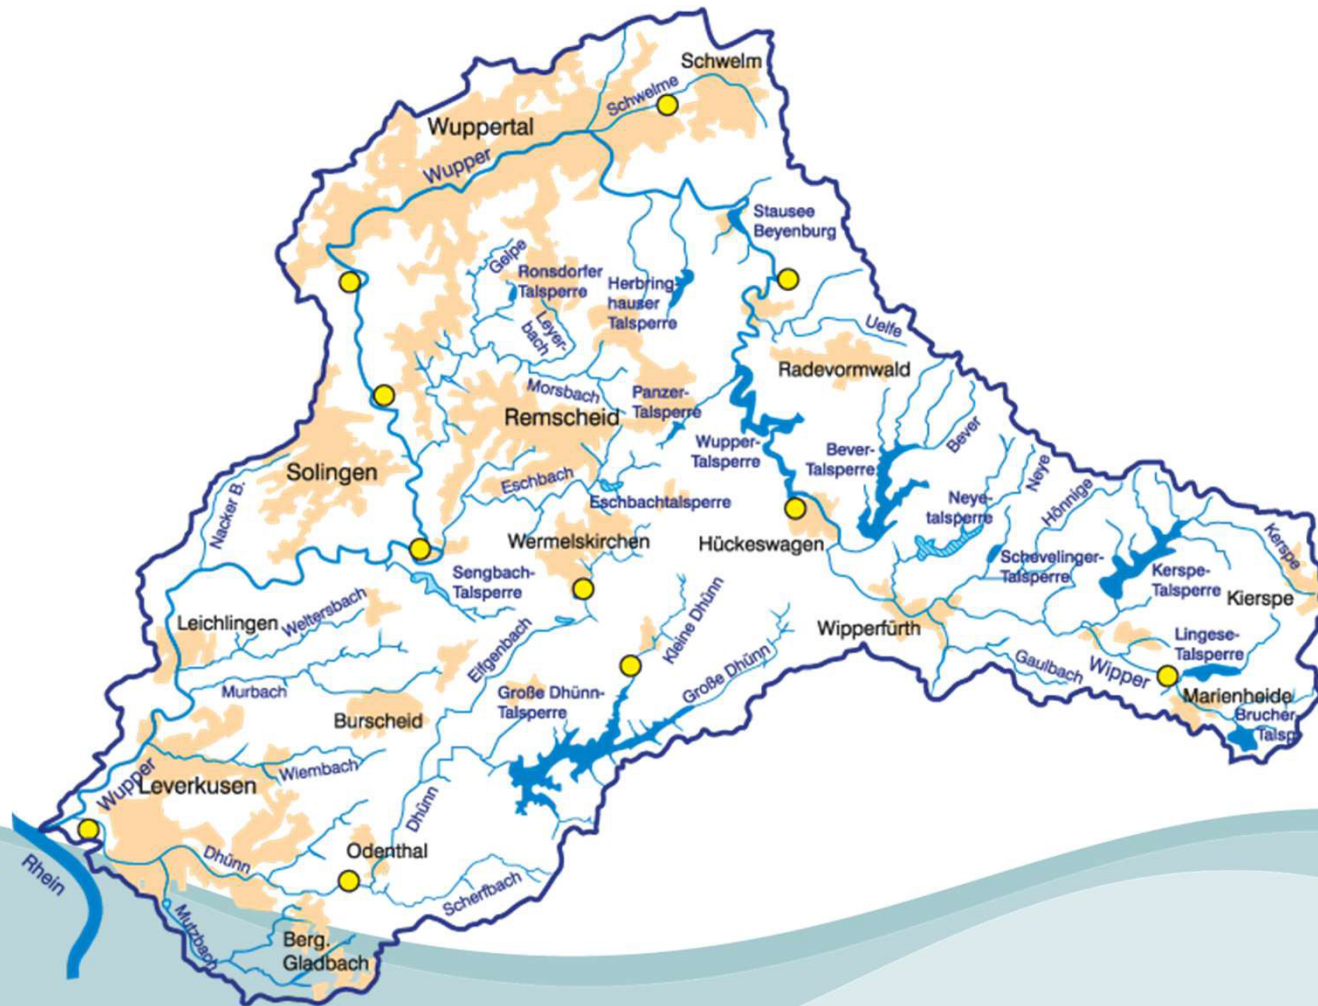 Schwelm
Schwelme
Wuppertal
Wupper
Stausee
Beyenburg
Gelpe
Ronsdorfer
Talsperre
Herbring-
hauser
Talsperre
Leyer-
bach
Uelfe
Radevormwald
Morsbach
Panzer-
Talsperre
Remscheid
Wupper-
Talsperre
Bever-
Talsperre
Bever
Solingen
Eschbach
Eschbachtalsperre
Nacker B.
Neye-
talsperre
Neye
Hönnige
Kerspe
Wermelskirchen
Hückeswagen
Schevelinger-
Talsperre
Kerspe-
Talsperre
Kierspe
Sengbach-
Talsperre
Leichlingen
Weltersbach
Eifgenbach
Kleine Dhünn
Wipperfürth
Lingese-
Talsperre
Gaulbach
Wipper
Marienheide
Murbach
Große Dhünn-
Talsperre
Große Dhünn
Brucher
Talsp.
Burscheid
Wiembach
Wupper
Leverkusen
Dhünn
Odenthal
Dhünn
Rhein
Scherfbach
Mutzbach
Berg.
Gladbach